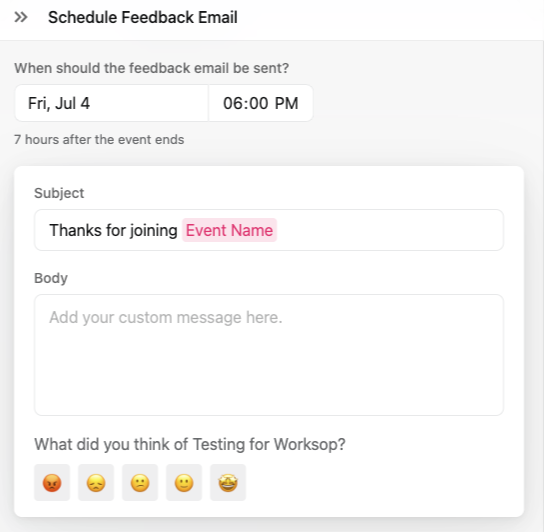 Schedule Feedback Email
When should the feedback email be sent?
Fri, Jul 4 06:00 PM
7 hours after the event ends
Subject
Thanks for joining Event Name
Body
Add your custom message here.
What did you think of Testing for Worksop?